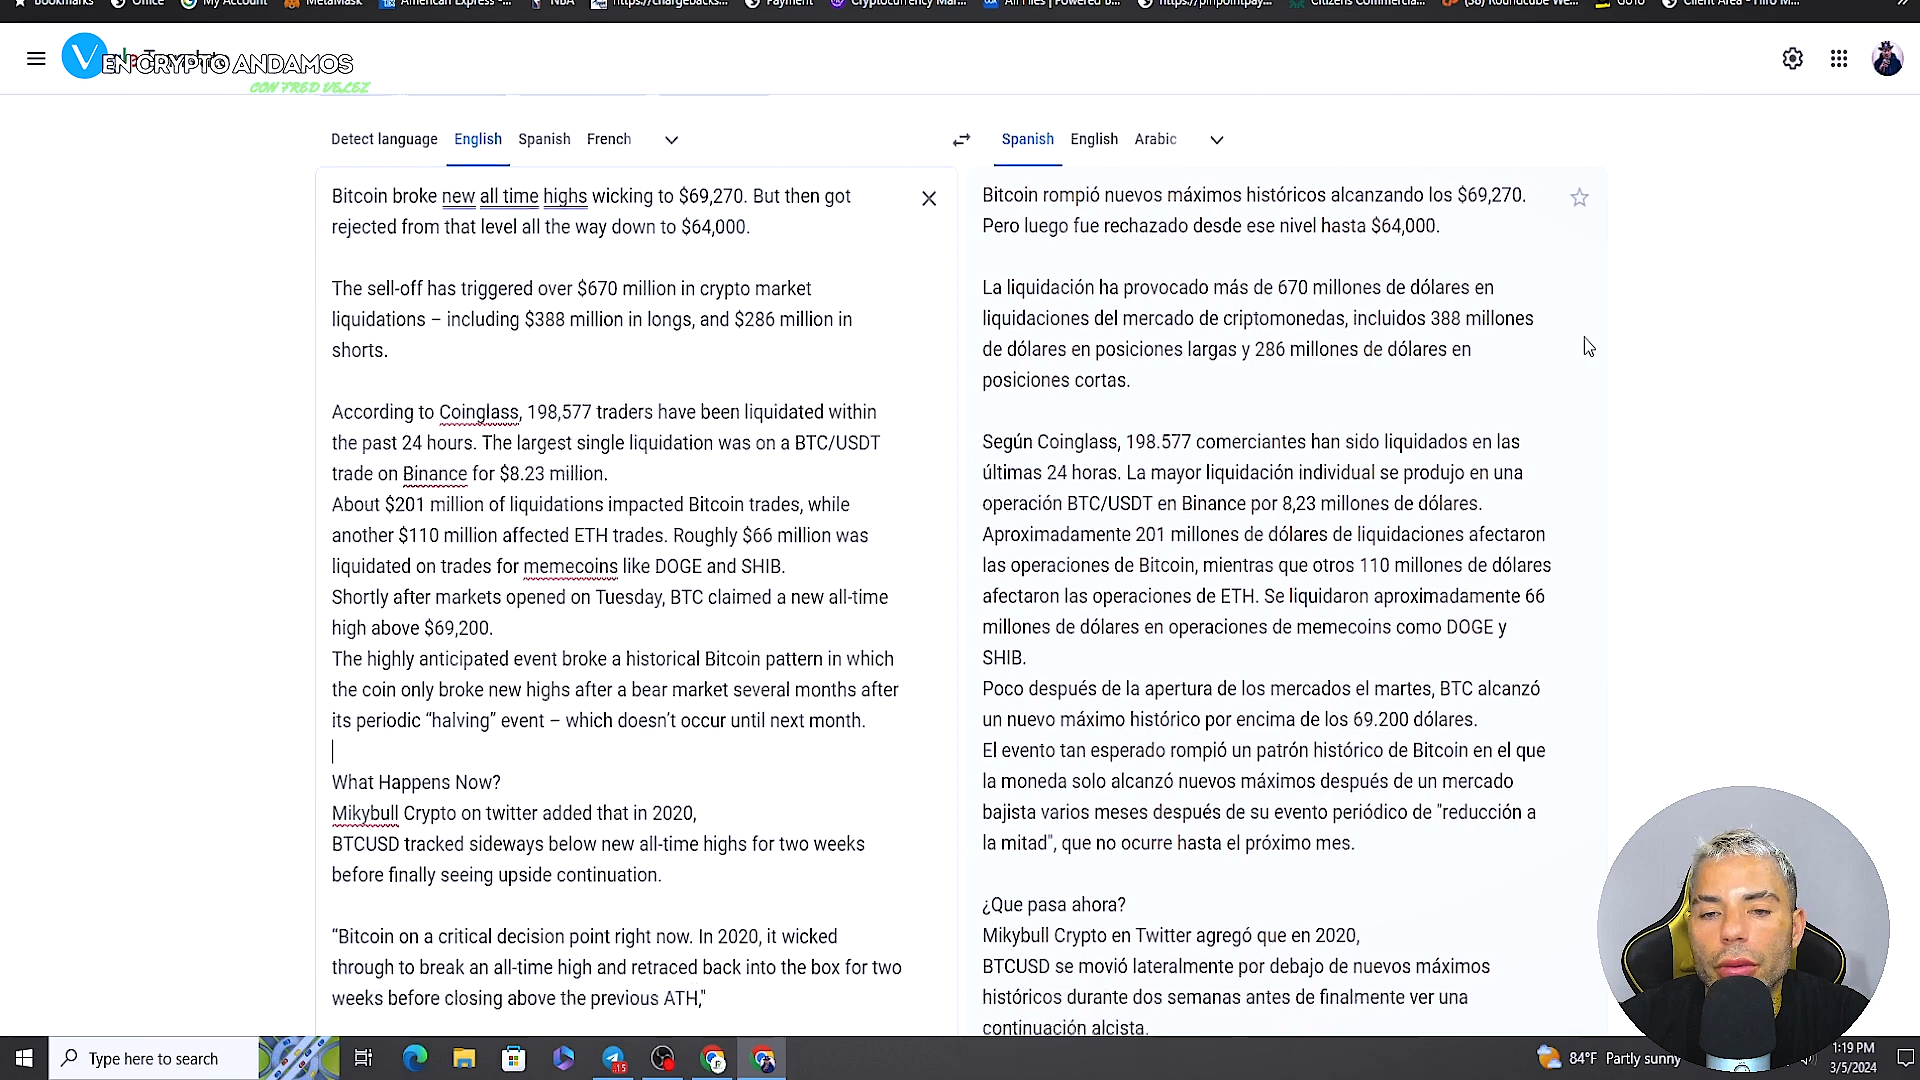 Bookmarks Office My Account MetaMask American Express -... NBA https://chargebacks... Payment Cryptocurrency Mar... All Files | Powered B... https://pinpointpay... Citizens Commercial... (38) Roundcube We... GoTo Client Area - Hiro M...
V EN CRYPTO ANDAMOS
CON FRED VELEZ
Detect language English Spanish French
Spanish English Arabic
Bitcoin broke new all time highs wicking to $69,270. But then got
rejected from that level all the way down to $64,000.
The sell-off has triggered over $670 million in crypto market
liquidations – including $388 million in longs, and $286 million in
shorts.
According to Coinglass, 198,577 traders have been liquidated within
the past 24 hours. The largest single liquidation was on a BTC/USDT
trade on Binance for $8.23 million.
About $201 million of liquidations impacted Bitcoin trades, while
another $110 million affected ETH trades. Roughly $66 million was
liquidated on trades for memecoins like DOGE and SHIB.
Shortly after markets opened on Tuesday, BTC claimed a new all-time
high above $69,200.
The highly anticipated event broke a historical Bitcoin pattern in which
the coin only broke new highs after a bear market several months after
its periodic “halving” event – which doesn’t occur until next month.
What Happens Now?
Mikybull Crypto on twitter added that in 2020,
BTCUSD tracked sideways below new all-time highs for two weeks
before finally seeing upside continuation.
“Bitcoin on a critical decision point right now. In 2020, it wicked
through to break an all-time high and retraced back into the box for two
weeks before closing above the previous ATH,"
Bitcoin rompió nuevos máximos históricos alcanzando los $69,270.
Pero luego fue rechazado desde ese nivel hasta $64,000.
La liquidación ha provocado más de 670 millones de dólares en
liquidaciones del mercado de criptomonedas, incluidos 388 millones
de dólares en posiciones largas y 286 millones de dólares en
posiciones cortas.
Según Coinglass, 198.577 comerciantes han sido liquidados en las
últimas 24 horas. La mayor liquidación individual se produjo en una
operación BTC/USDT en Binance por 8,23 millones de dólares.
Aproximadamente 201 millones de dólares de liquidaciones afectaron
las operaciones de Bitcoin, mientras que otros 110 millones de dólares
afectaron las operaciones de ETH. Se liquidaron aproximadamente 66
millones de dólares en operaciones de memecoins como DOGE y
SHIB.
Poco después de la apertura de los mercados el martes, BTC alcanzó
un nuevo máximo histórico por encima de los 69.200 dólares.
El evento tan esperado rompió un patrón histórico de Bitcoin en el que
la moneda solo alcanzó nuevos máximos después de un mercado
bajista varios meses después de su evento periódico de "reducción a
la mitad", que no ocurre hasta el próximo mes.
¿Que pasa ahora?
Mikybull Crypto en Twitter agregó que en 2020,
BTCUSD se movió lateralmente por debajo de nuevos máximos
históricos durante dos semanas antes de finalmente ver una
continuación alcista.
Type here to search
15
84°F Partly sunny
1:19 PM
3/5/2024